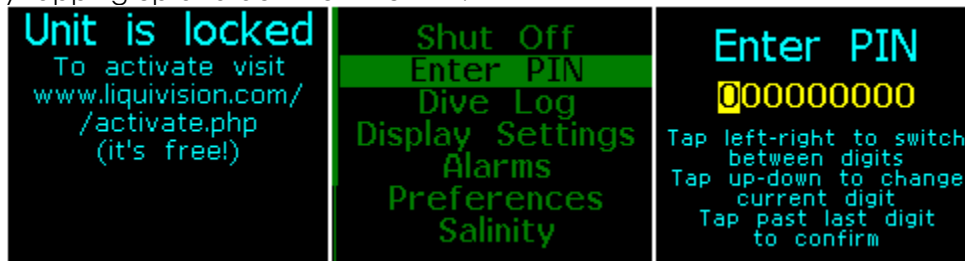 Unit is locked
To activate visit
www.liquivision.com/
/activate.php
(it's free!)
Shut Off
Enter PIN
Dive Log
Display Settings
Alarms
Preferences
Salinity
Enter PIN
000000000
Tap left-right to switch
between digits
Tap up-down to change
current digit
Tap past last digit
to confirm